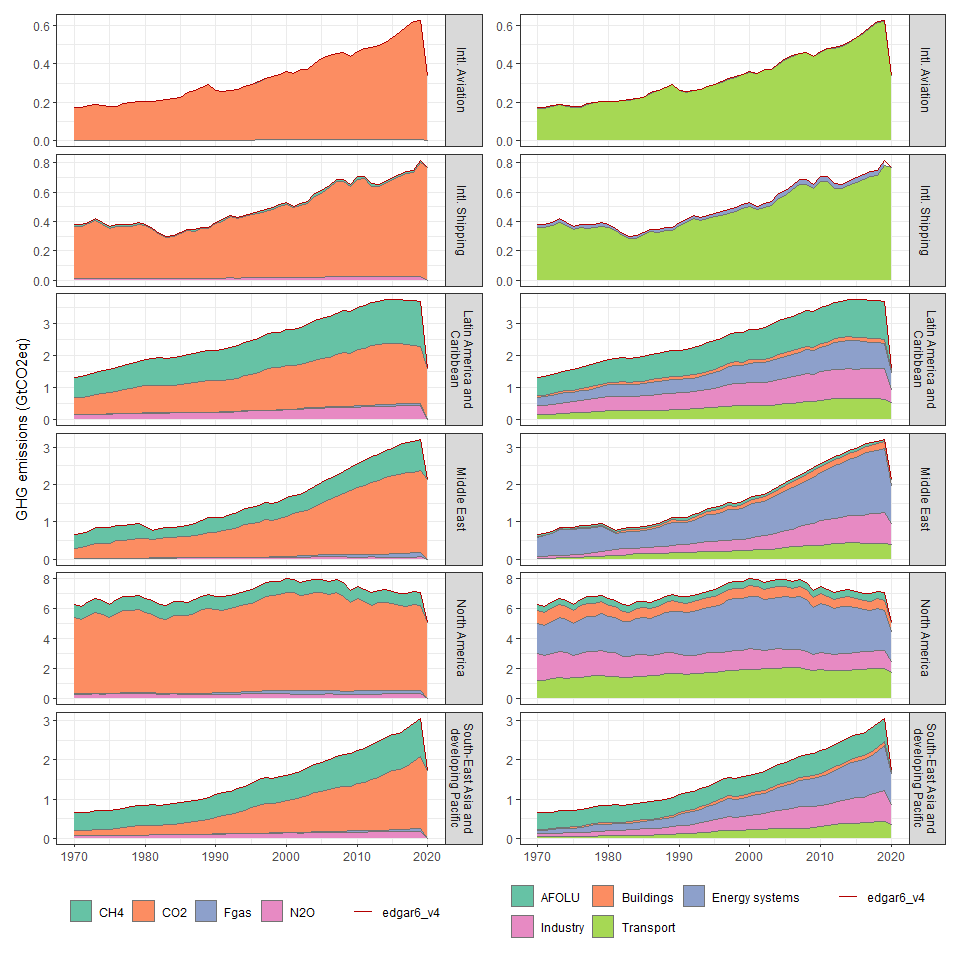 GHG emissions (GtCO2eq)
0.6
0.4
0.2
0.0
Intl. Aviation
0.6
0.4
0.2
0.0
Intl. Aviation
0.8
0.6
0.4
0.2
0.0
Intl. Shipping
0.8
0.6
0.4
0.2
0.0
Intl. Shipping
3
2
1
0
Latin America and
Caribbean
3
2
1
0
Latin America and
Caribbean
3
2
1
0
Middle East
3
2
1
0
Middle East
8
6
4
2
0
North America
8
6
4
2
0
North America
3
2
1
0
South-East Asia and
developing Pacific
3
2
1
0
South-East Asia and
developing Pacific
1970 1980 1990 2000 2010 2020
1970 1980 1990 2000 2010 2020
CH4 CO2 Fgas N2O edgar6_v4
AFOLU Buildings Energy systems edgar6_v4
Industry Transport